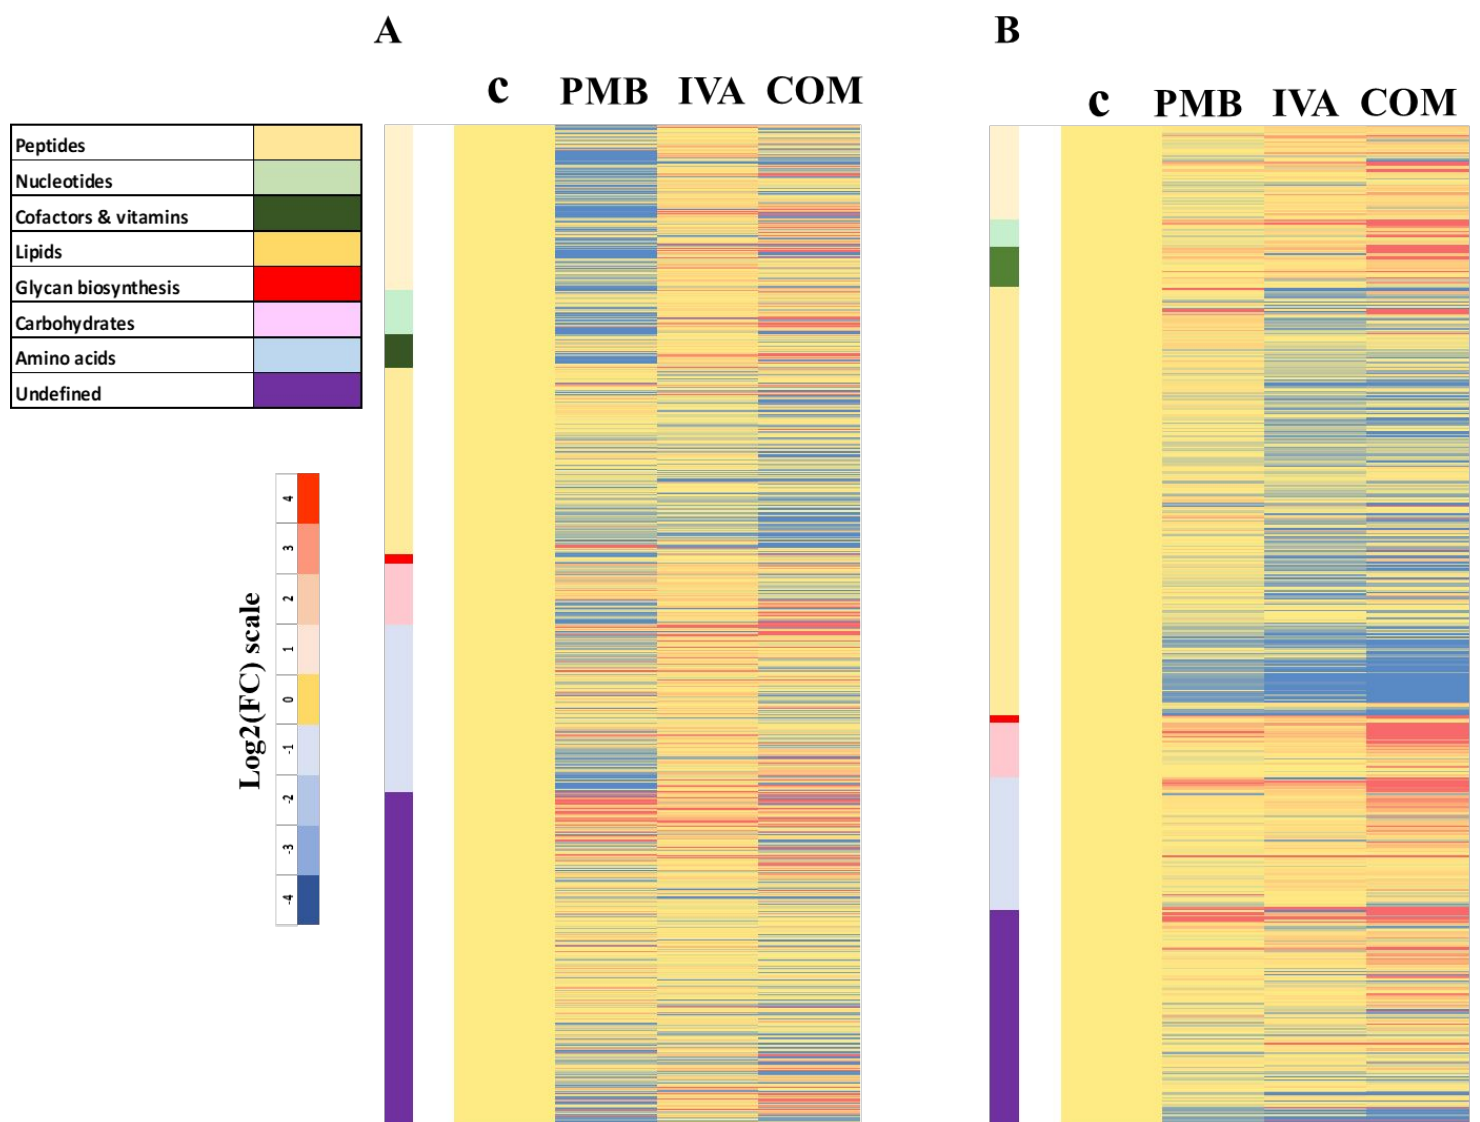 A
B
c PMB IVA COM
c PMB IVA COM
Peptides
Nucleotides
Cofactors & vitamins
Lipids
Glycan biosynthesis
Carbohydrates
Amino acids
Undefined
Log2(FC) scale
4
3
2
1
0
-1
-2
-3
-4